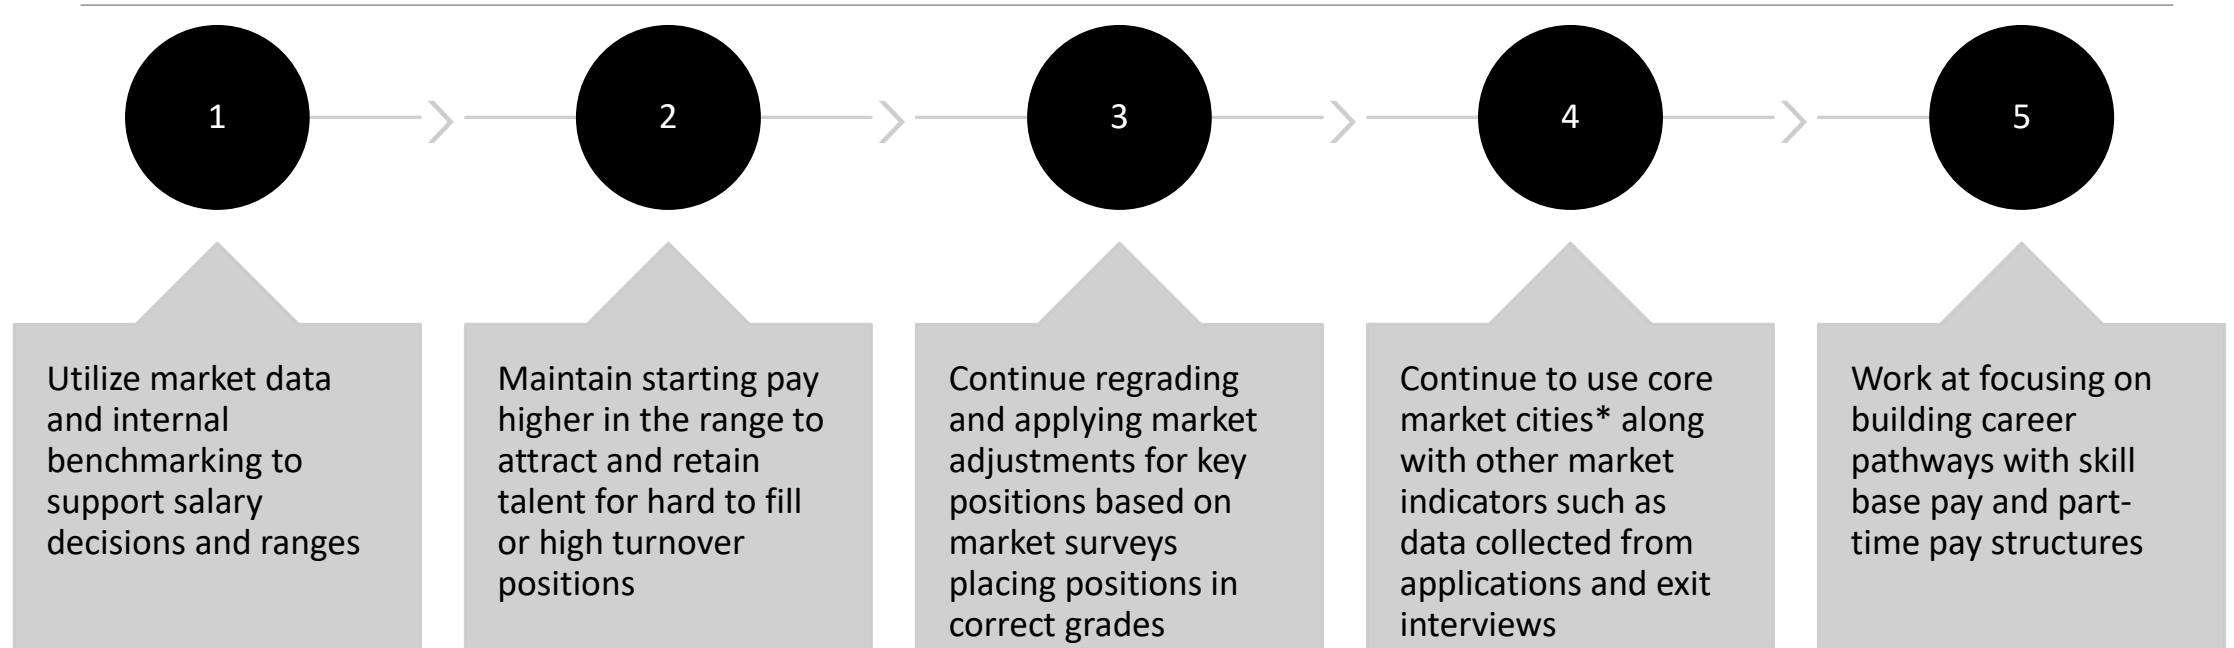 1
2
3
4
5
Utilize market data
and internal
benchmarking to
support salary
decisions and ranges
Maintain starting pay
higher in the range to
attract and retain
talent for hard to fill
or high turnover
positions
Continue regrading
and applying market
adjustments for key
positions based on
market surveys
placing positions in
correct grades
Continue to use core
market cities* along
with other market
indicators such as
data collected from
applications and exit
interviews
Work at focusing on
building career
pathways with skill
base pay and part-
time pay structures